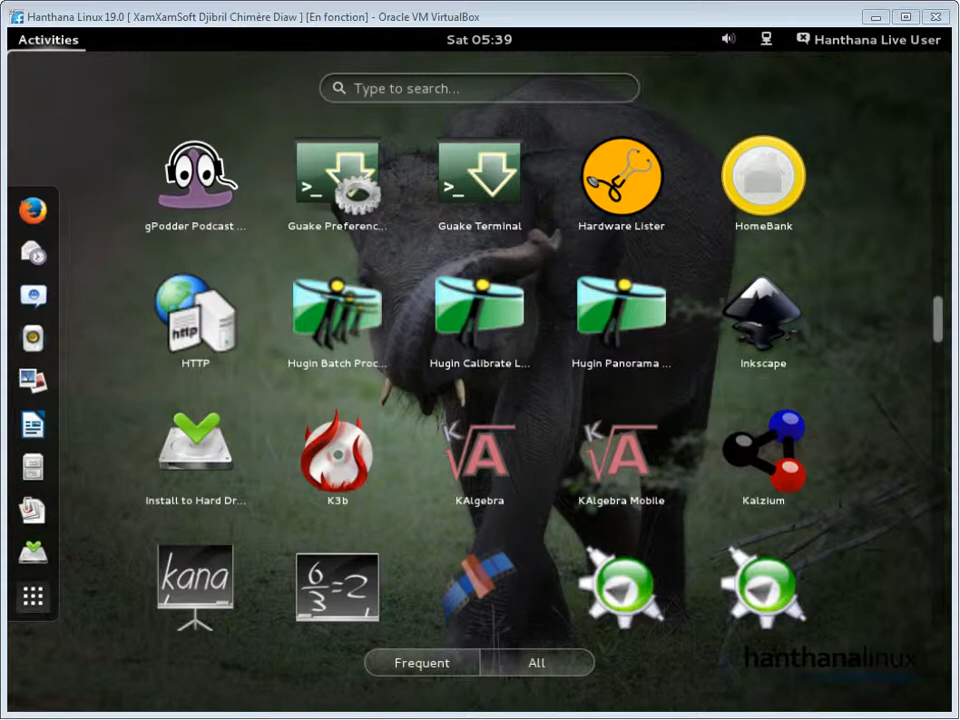 Hanthana Linux 19.0 [ XamXamSoft Djibril Chimère Diaw ] [En fonction] - Oracle VM VirtualBox
Activities Sat 05:39 Hanthana Live User
Type to search...
gPodder Podcast ... Guake Preferenc... Guake Terminal Hardware Lister HomeBank
http
HTTP Hugin Batch Proc... Hugin Calibrate L... Hugin Panorama ... Inkscape
K √A K √A
Install to Hard Dr... K3b KAlgebra KAlgebra Mobile Kalzium
kana 6/3=2
Frequent All
hanthanalinux